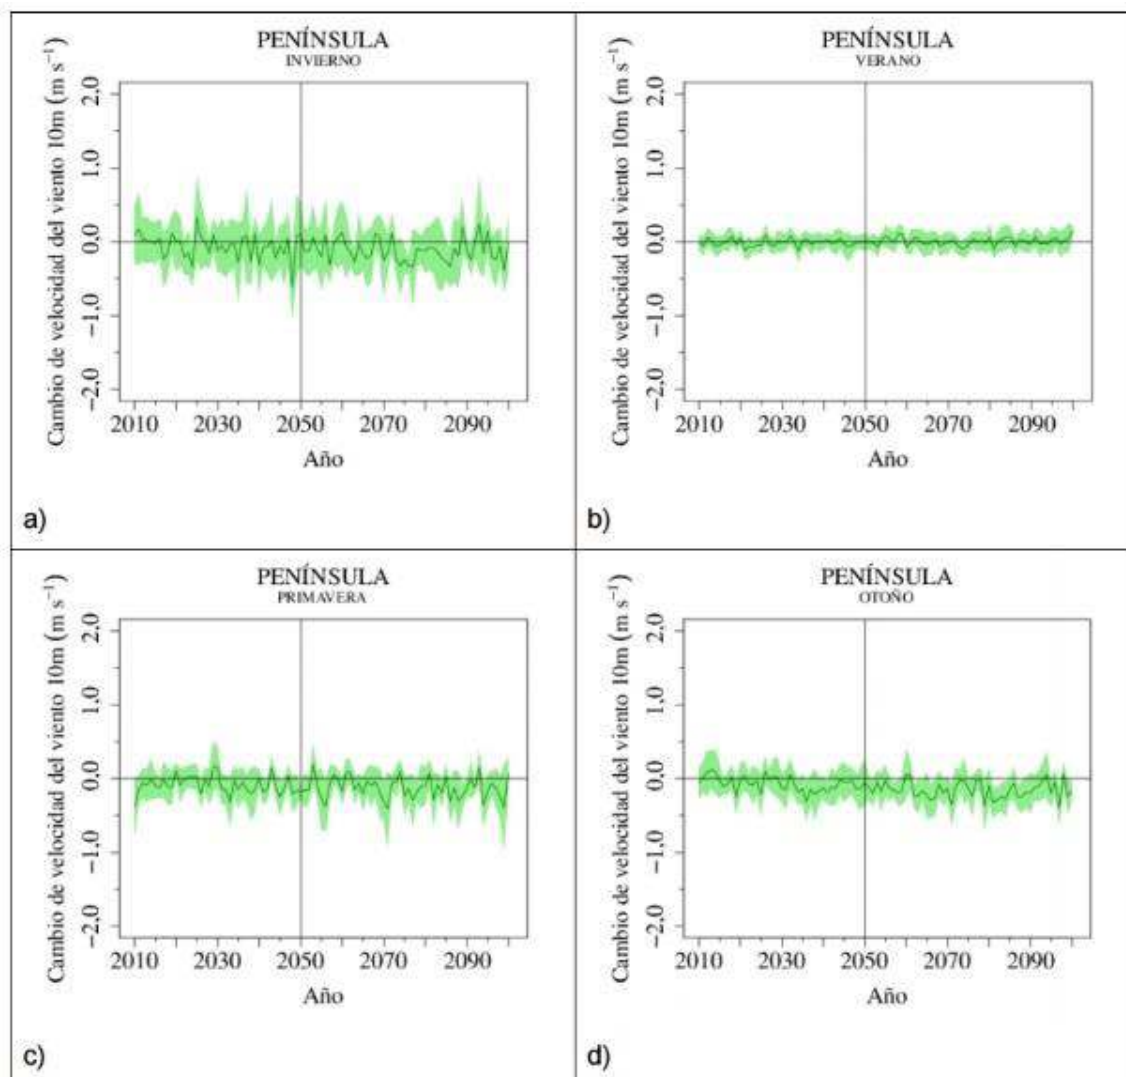 PENÍNSULA
INVIERNO
Cambio de velocidad del viento 10m (m s⁻¹)
2.0
1.0
0.0
−1.0
−2.0
2010 2030 2050 2070 2090
Año
a)
PENÍNSULA
VERANO
Cambio de velocidad del viento 10m (m s⁻¹)
2.0
1.0
0.0
−1.0
−2.0
2010 2030 2050 2070 2090
Año
b)
PENÍNSULA
PRIMAVERA
Cambio de velocidad del viento 10m (m s⁻¹)
2.0
1.0
0.0
−1.0
−2.0
2010 2030 2050 2070 2090
Año
c)
PENÍNSULA
OTOÑO
Cambio de velocidad del viento 10m (m s⁻¹)
2.0
1.0
0.0
−1.0
−2.0
2010 2030 2050 2070 2090
Año
d)